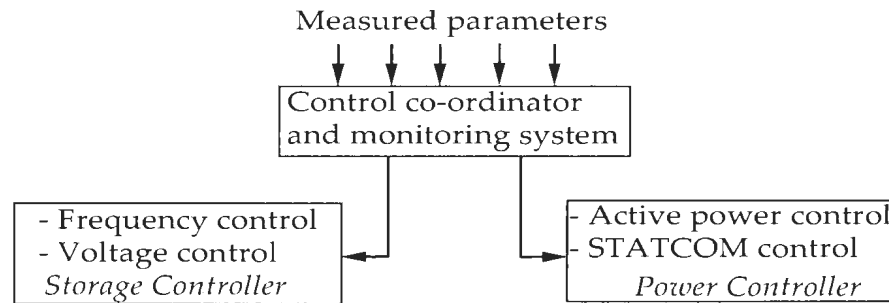 Measured parameters
Control co-ordinator
and monitoring system
- Frequency control
- Voltage control
Storage Controller
- Active power control
- STATCOM control
Power Controller